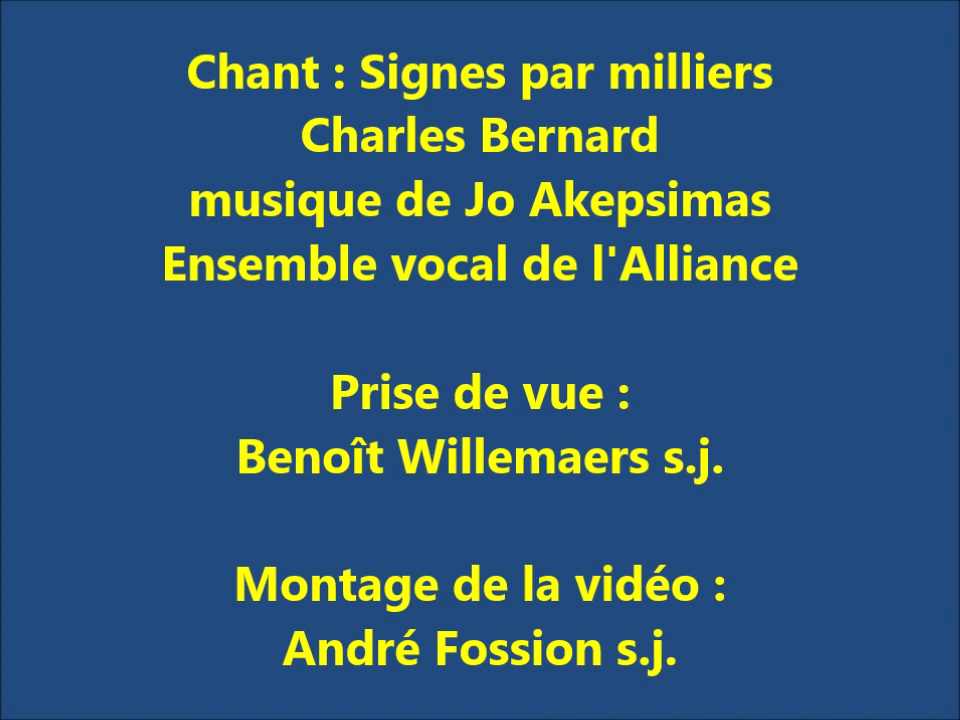 Chant : Signes par milliers
Charles Bernard
musique de Jo Akepsimas
Ensemble vocal de l'Alliance
Prise de vue :
Benoît Willemaers s.j.
Montage de la vidéo :
André Fossion s.j.